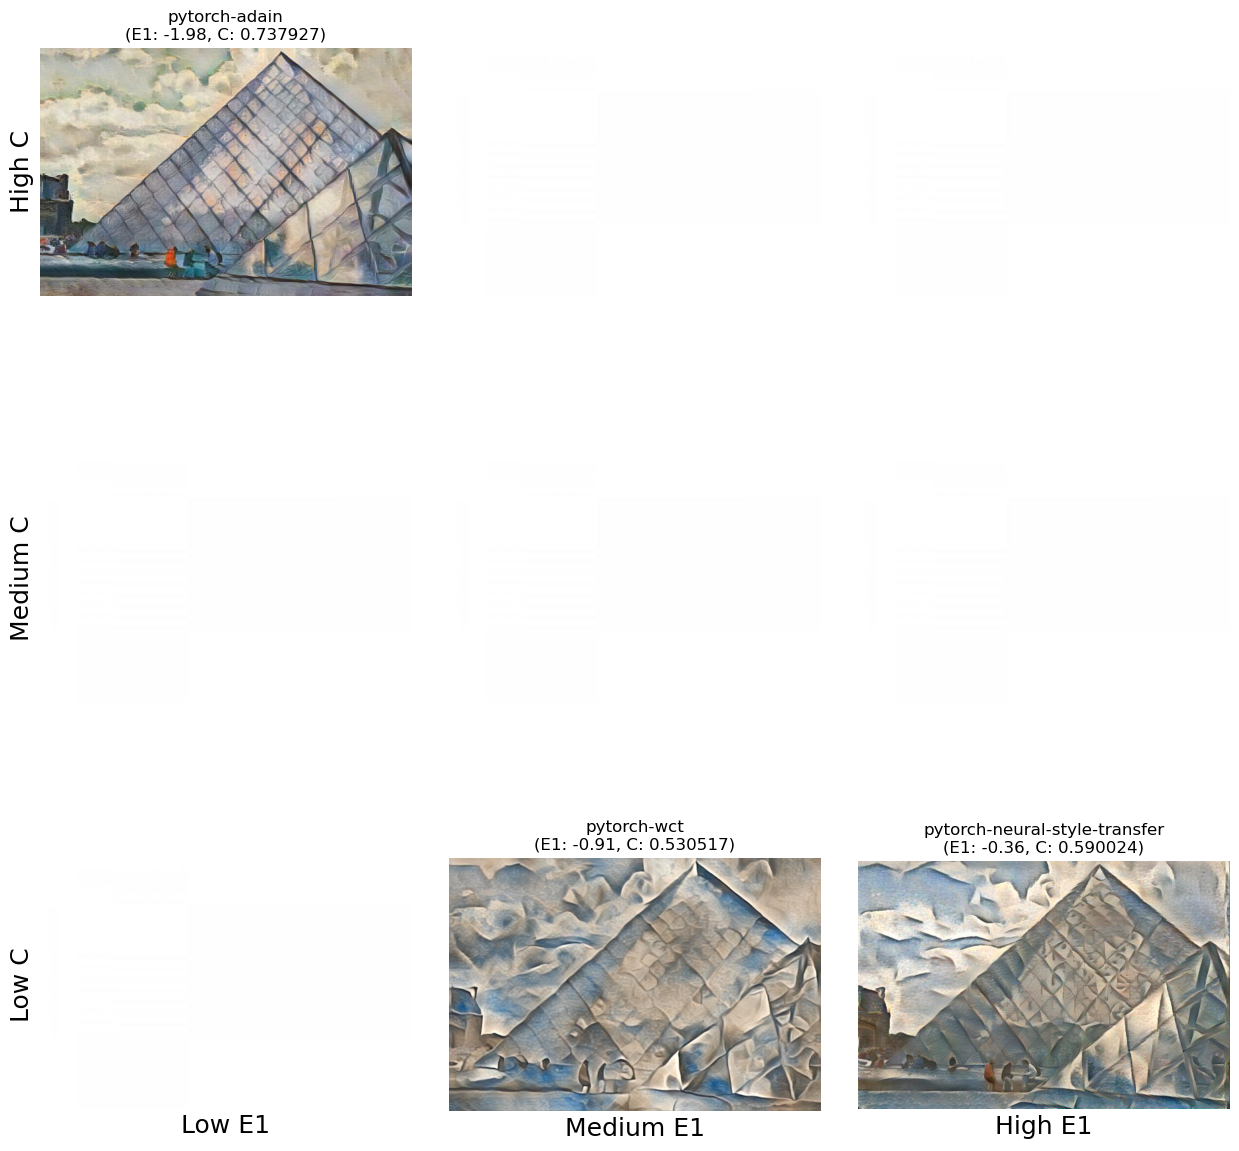 pytorch-adain
(E1: -1.98, C: 0.737927)
High C
Medium C
Low C
pytorch-wct
(E1: -0.91, C: 0.530517)
pytorch-neural-style-transfer
(E1: -0.36, C: 0.590024)
Low E1
Medium E1
High E1